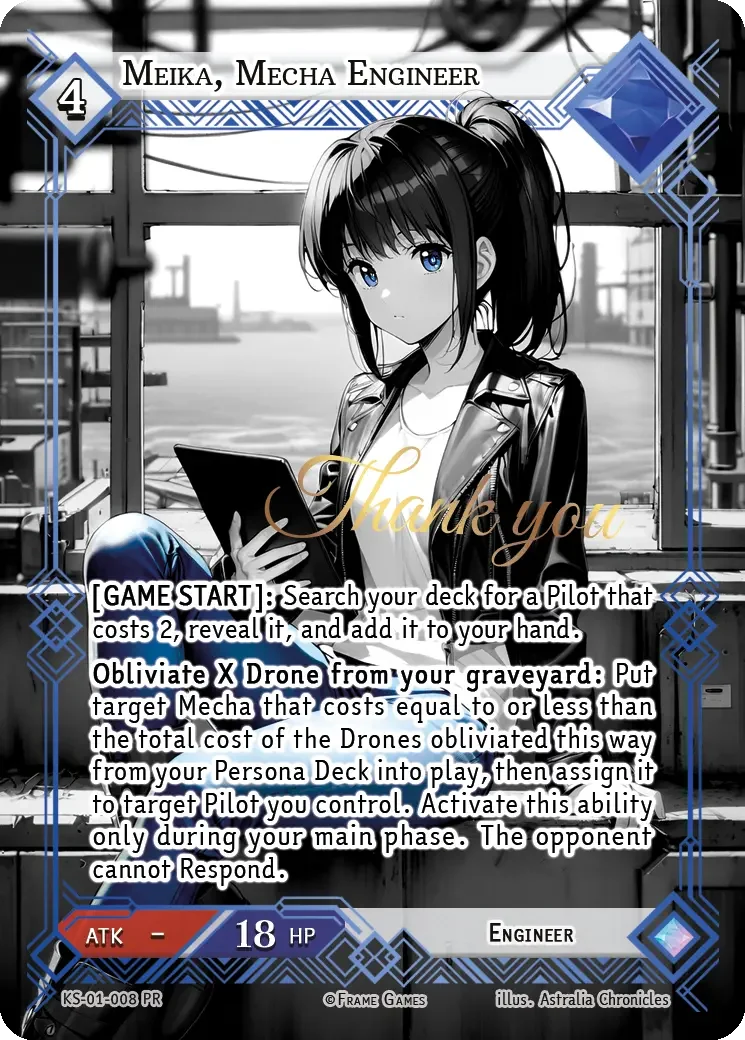 4
Meika, Mecha Engineer
Thank you
[GAME START]: Search your deck for a Pilot that
costs 2, reveal it, and add it to your hand.
Obliviate X Drone from your graveyard: Put
target Mecha that costs equal to or less than
the total cost of the Drones obliviated this way
from your Persona Deck into play, then assign it
to target Pilot you control. Activate this ability
only during your main phase. The opponent
cannot Respond.
ATK - 18 HP
Engineer
KS-01-008 PR
©Frame Games
illus. Astralia Chronicles